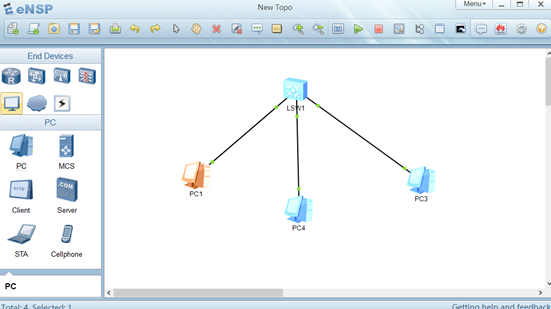 eNSP
New Topo
Menu
End Devices
R
PC
PC
MCS
Client
Server
STA
Cellphone
PC
LSW1
PC1
PC4
PC3
Total: 4 Selected: 1
Getting help and feedback